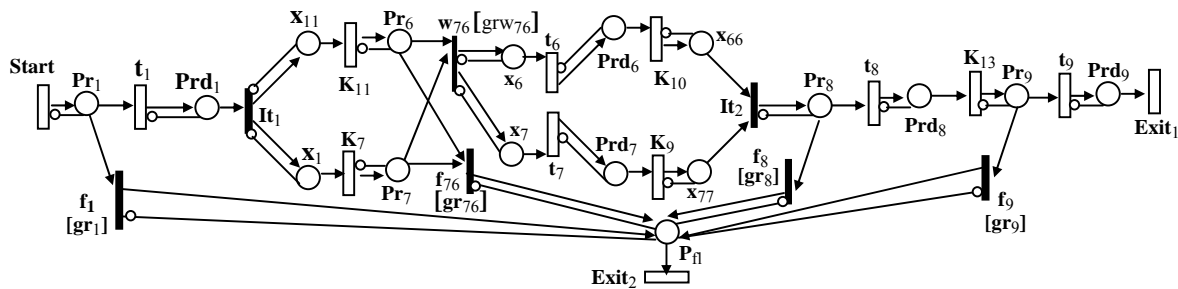 Start
Pr1
t1
Prd1
It1
x11
K11
Pr6
w76 [grw76]
x6
t6
Prd6
K10
x66
x1
K7
Pr7
f76
[gr76]
x7
t7
Prd7
K9
x77
It2
Pr8
f8
[gr8]
t8
Prd8
K13
Pr9
t9
Prd9
Exit1
f9
[gr9]
f1
[gr1]
Pfl
Exit2